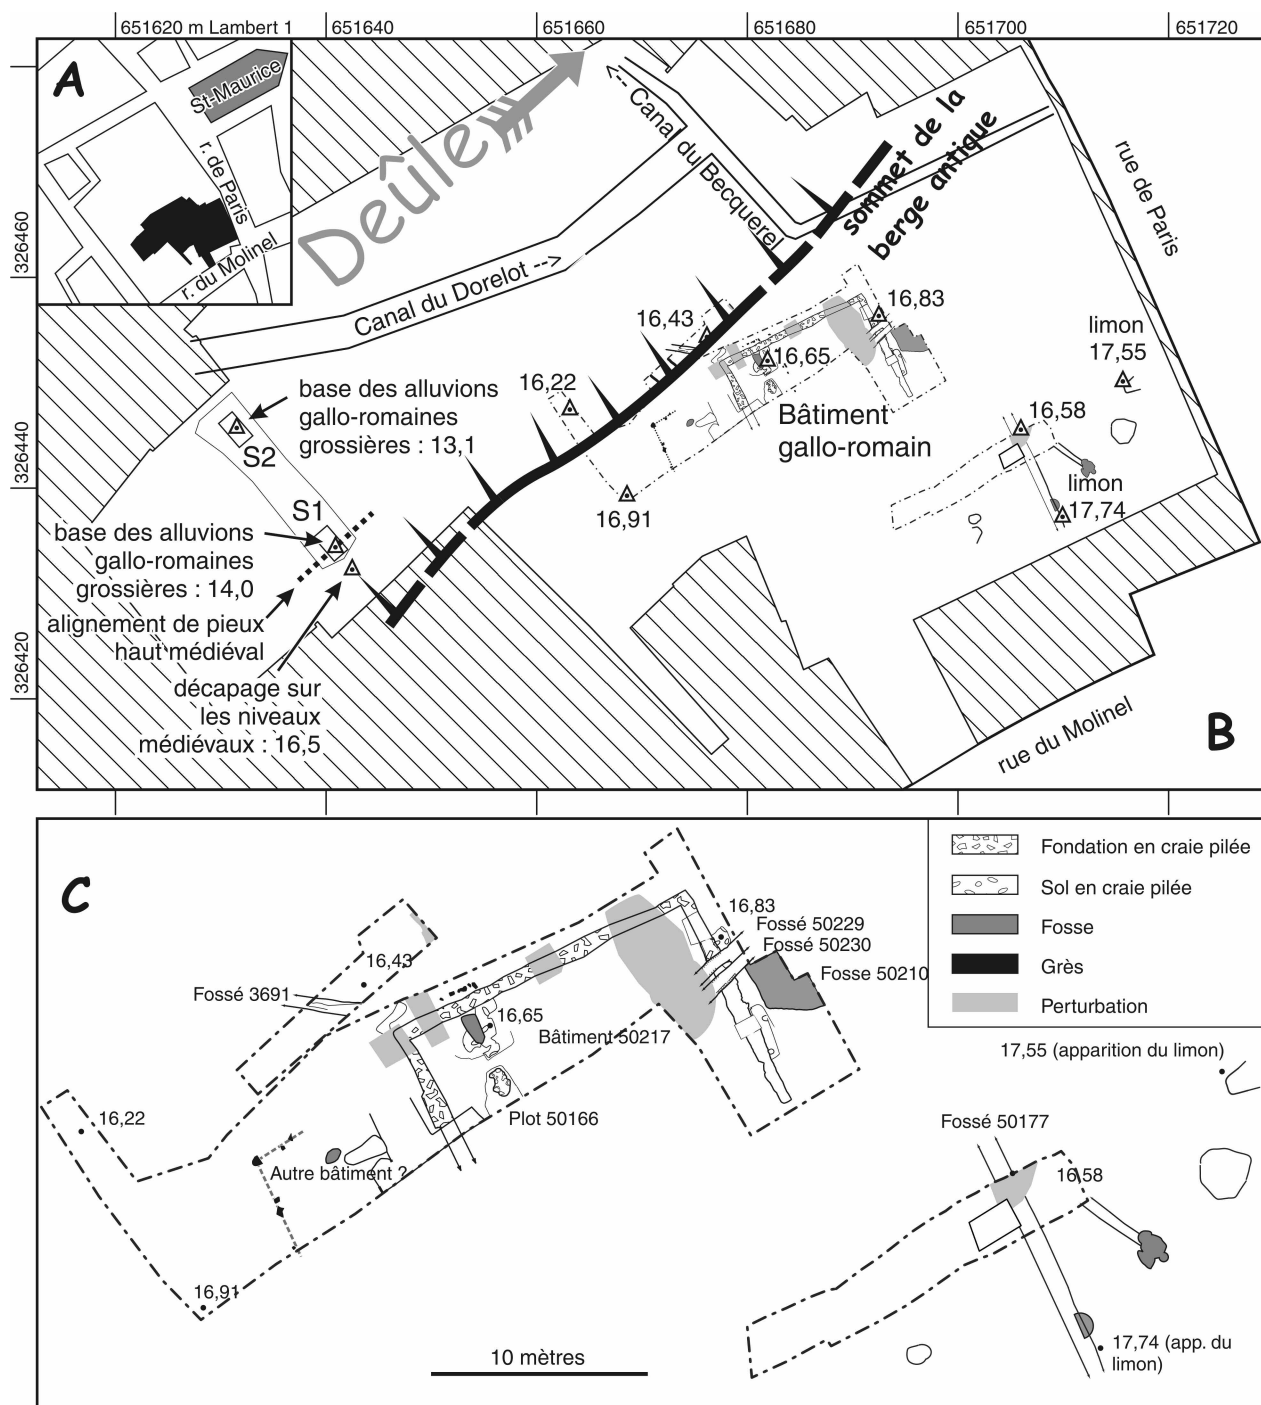 651620 m Lambert 1
651640
651660
651680
651700
651720
326460
326440
326420
A
St-Maurice
r. de Paris
r. du Molinel
Deûle
Canal du Becquerel
Canal du Dorelot -->
sommet de la
berge antique
rue de Paris
16,43
16,83
16,65
limon
17,55
16,22
base des alluvions
gallo-romaines
grossières : 13,1
S2
Bâtiment
gallo-romain
16,58
16,91
limon
17,74
S1
base des alluvions
gallo-romaines
grossières : 14,0
alignement de pieux
haut médiéval
décapage sur
les niveaux
médiévaux : 16,5
rue du Molinel
B
C
Fondation en craie pilée
Sol en craie pilée
Fosse
Grès
Perturbation
16,83
Fossé 50229
Fossé 50230
Fosse 50210
16,43
Fossé 3691
16,65
Bâtiment 50217
Plot 50166
16,22
Autre bâtiment ?
16,91
17,55 (apparition du limon)
Fossé 50177
16,58
17,74 (app. du
limon)
10 mètres